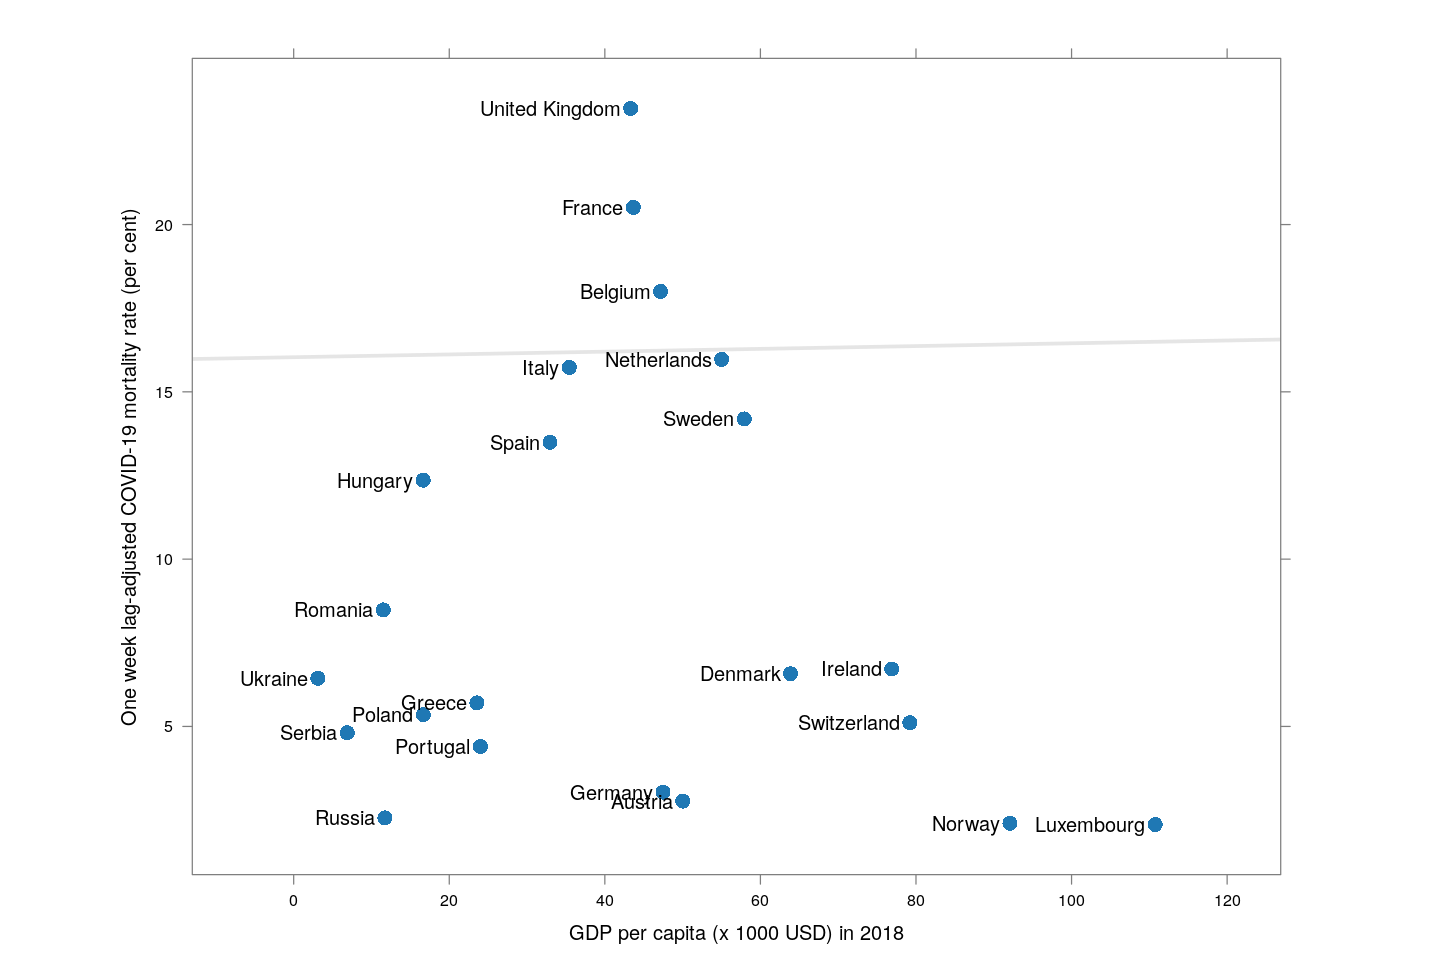 United Kingdom
France
20
Belgium
Netherlands
Italy
15
Sweden
Spain
Hungary
10
Romania
Ireland
Denmark
Ukraine
Greece
Poland
Switzerland
5
Serbia
Portugal
Germany
Austria
Russia
Norway
Luxembourg
0 20 40 60 80 100 120
GDP per capita (x 1000 USD) in 2018
One week lag-adjusted COVID-19 mortality rate (per cent)